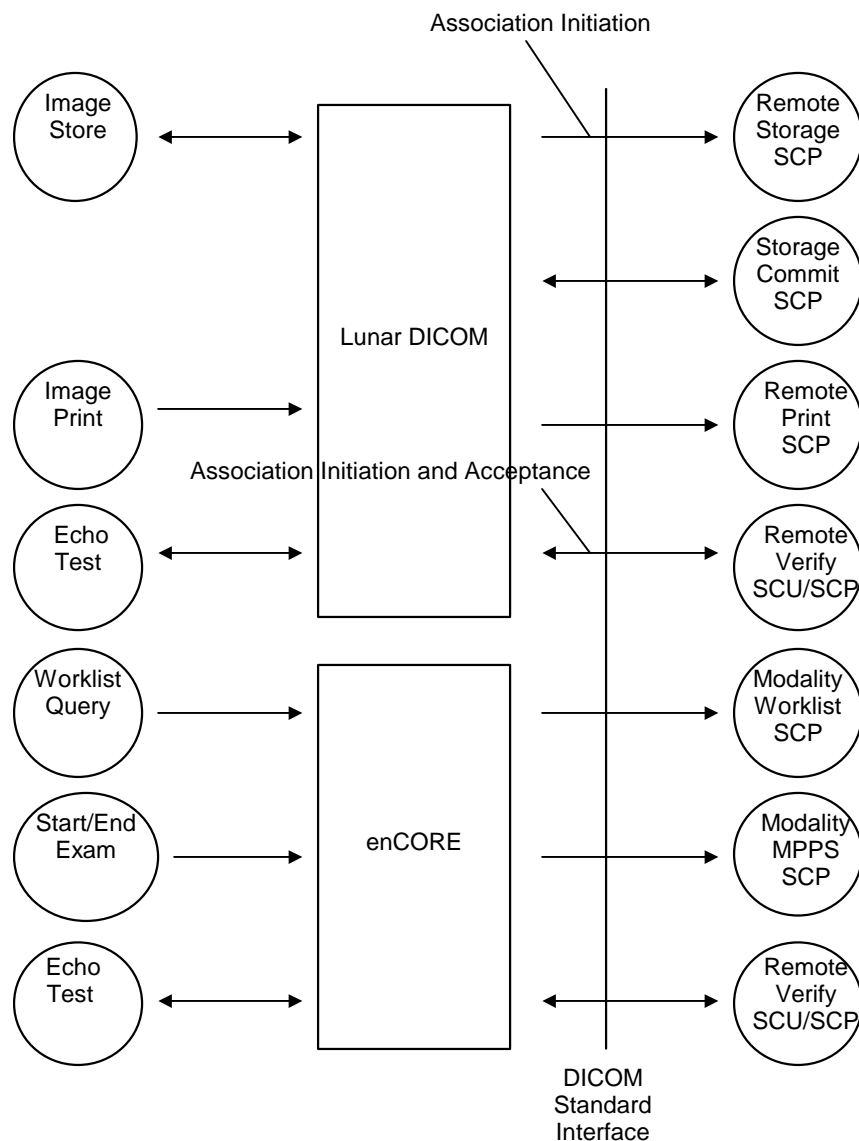 Association Initiation
Image
Store
Remote
Storage
SCP
Storage
Commit
SCP
Lunar DICOM
Image
Print
Remote
Print
SCP
Association Initiation and Acceptance
Echo
Test
Remote
Verify
SCU/SCP
Worklist
Query
Modality
Worklist
SCP
Start/End
Exam
enCORE
Modality
MPPS
SCP
Echo
Test
Remote
Verify
SCU/SCP
DICOM
Standard
Interface